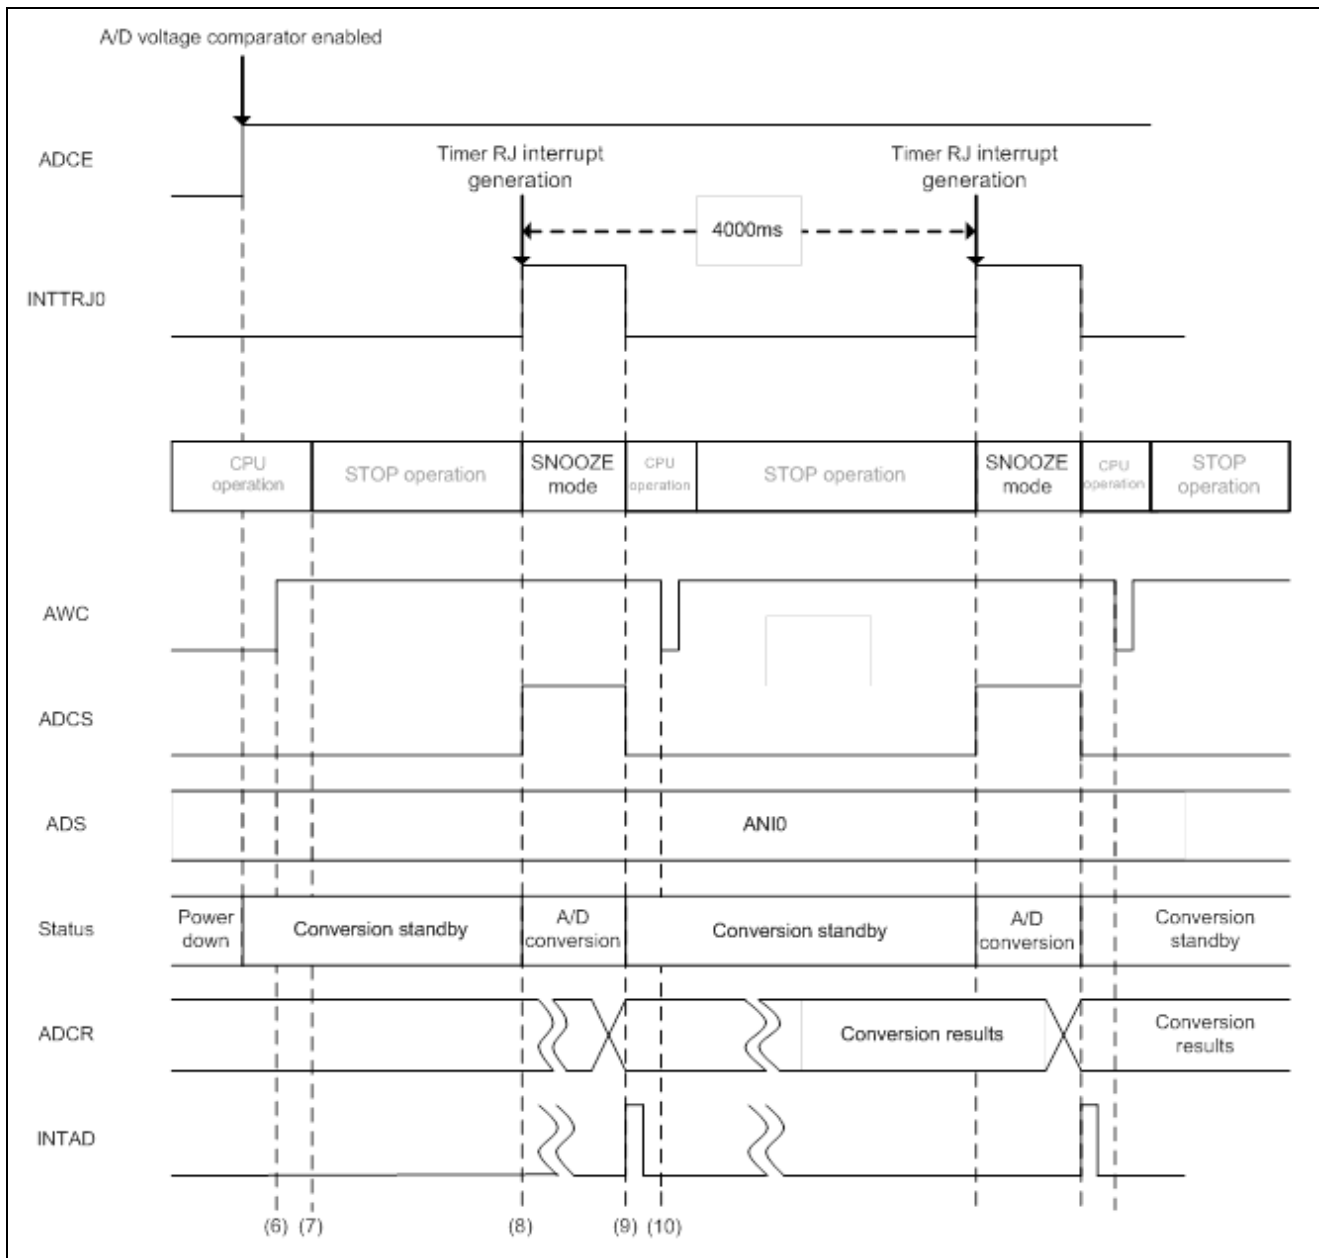 A/D voltage comparator enabled
ADCE
Timer RJ interrupt
generation
Timer RJ interrupt
generation
4000ms
INTTRJ0
CPU
operation
STOP operation
SNOOZE
mode
CPU
operation
STOP operation
SNOOZE
mode
CPU
operation
STOP
operation
AWC
ADCS
ADS
ANI0
Status
Power
down
Conversion standby
A/D
conversion
Conversion standby
A/D
conversion
Conversion
standby
ADCR
Conversion results
Conversion
results
INTAD
(6) (7) (8) (9) (10)